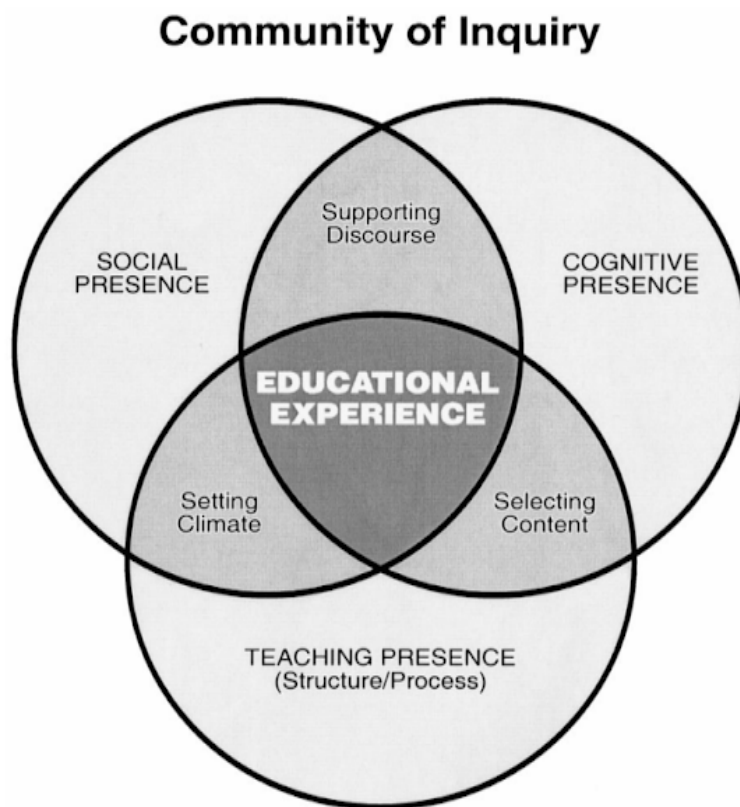 Community of Inquiry
Supporting
Discourse
SOCIAL
PRESENCE
COGNITIVE
PRESENCE
EDUCATIONAL
EXPERIENCE
Setting
Climate
Selecting
Content
TEACHING PRESENCE
(Structure/Process)